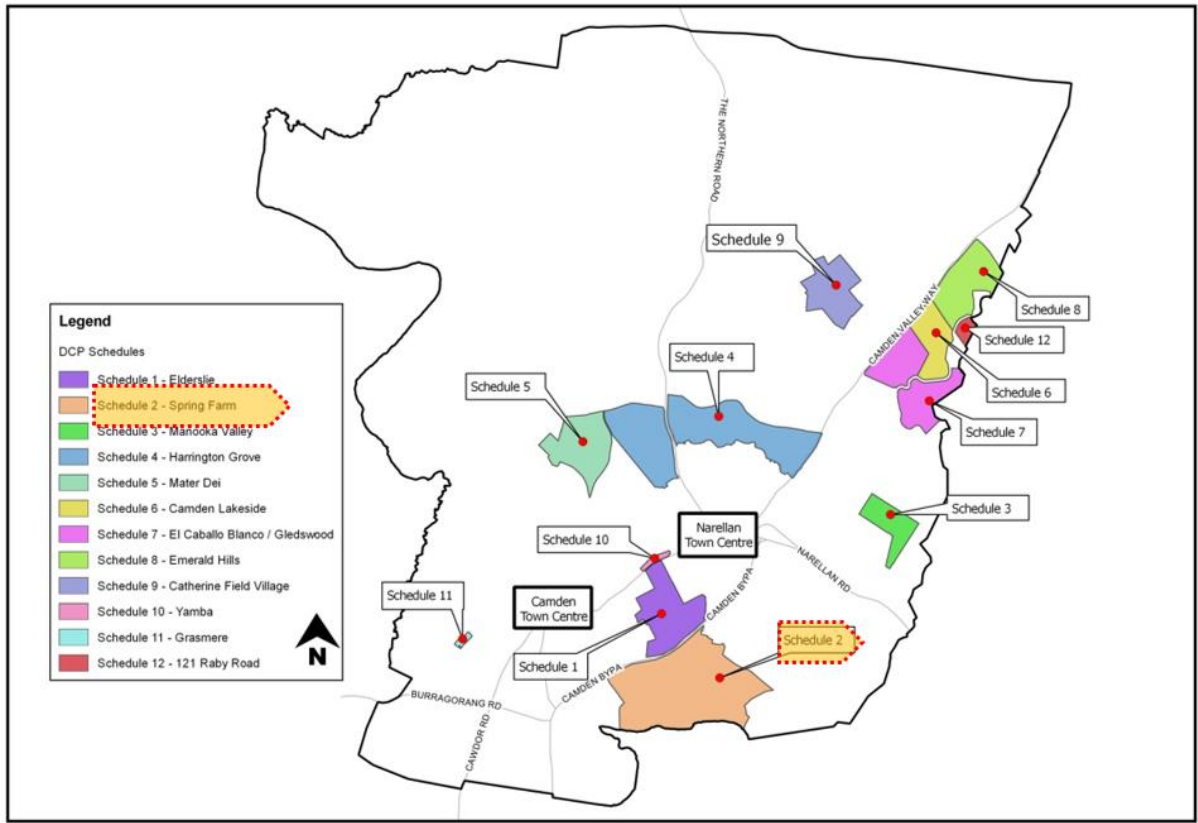 THE NORTHERN ROAD
Schedule 9
CAMDEN VALLEY WAY
Schedule 8
Schedule 12
Schedule 6
Schedule 7
Schedule 4
Schedule 5
Schedule 3
Narellan
Town Centre
NARELLAN RD
Schedule 10
Camden
Town Centre
Schedule 11
CAMDEN BYPA
Schedule 1
Schedule 2
CAMDEN BYPA
BURRAGORANG RD
CAWDOR RD
Legend
DCP Schedules
Schedule 1 - Elderslie
Schedule 2 - Spring Farm
Schedule 3 - Manooka Valley
Schedule 4 - Harrington Grove
Schedule 5 - Mater Dei
Schedule 6 - Camden Lakeside
Schedule 7 - El Caballo Blanco / Gledswood
Schedule 8 - Emerald Hills
Schedule 9 - Catherine Field Village
Schedule 10 - Yamba
Schedule 11 - Grasmere
Schedule 12 - 121 Raby Road
N